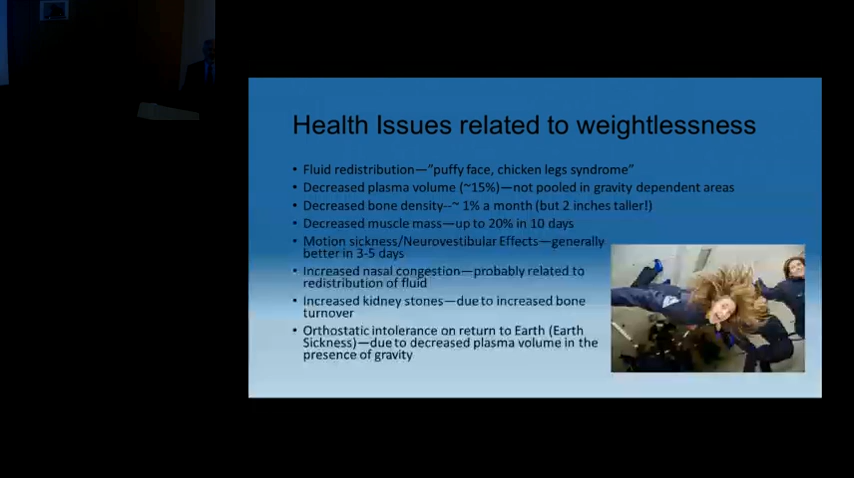 Health Issues related to weightlessness
• Fluid redistribution—"puffy face, chicken legs syndrome"
• Decreased plasma volume (~15%)—not pooled in gravity dependent areas
• Decreased bone density--~ 1% a month (but 2 inches taller!)
• Decreased muscle mass—up to 20% in 10 days
• Motion sickness/Neurovestibular Effects—generally
better in 3-5 days
• Increased nasal congestion—probably related to
redistribution of fluid
• Increased kidney stones—due to increased bone
turnover
• Orthostatic intolerance on return to Earth (Earth
Sickness)—due to decreased plasma volume in the
presence of gravity